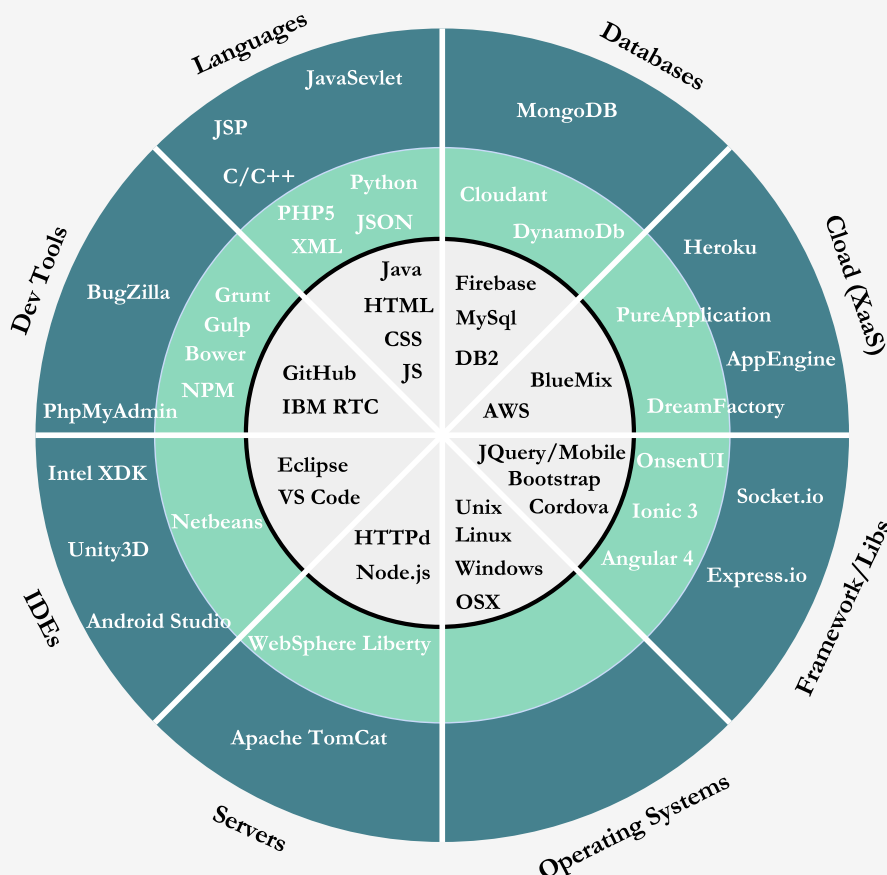 Languages
JavaSevlet
JSP
C/C++
Python
PHP5
JSON
XML
Java
HTML
CSS
JS
Databases
MongoDB
Cloudant
DynamoDb
Firebase
MySql
DB2
Cload (XaaS)
Heroku
PureApplication
AppEngine
DreamFactory
BlueMix
AWS
Framework/Libs
JQuery/Mobile
Bootstrap
Cordova
OnsenUI
Ionic 3
Angular 4
Socket.io
Express.io
Operating Systems
Unix
Linux
Windows
OSX
Servers
HTTPd
Node.js
WebSphere Liberty
Apache TomCat
IDEs
Eclipse
VS Code
Netbeans
Intel XDK
Unity3D
Android Studio
Dev Tools
BugZilla
PhpMyAdmin
Grunt
Gulp
Bower
NPM
GitHub
IBM RTC